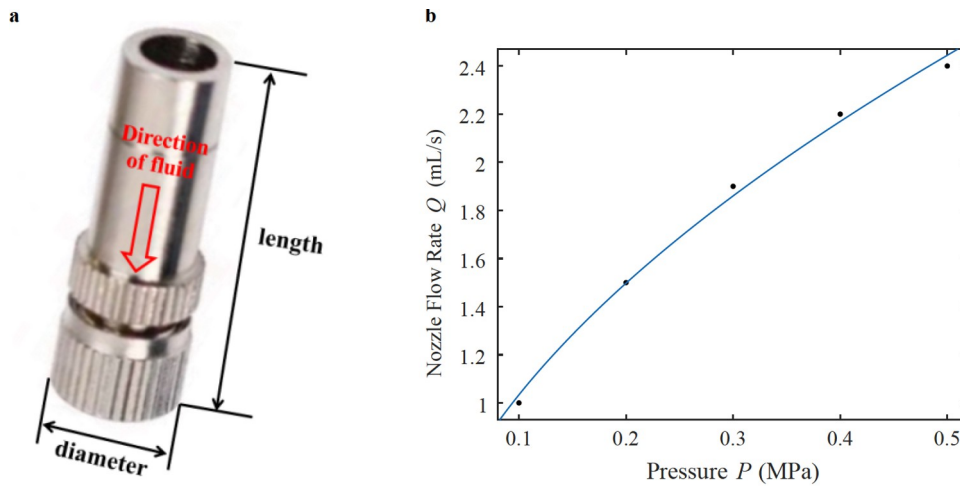 a
Direction
of fluid
length
diameter
b
Nozzle Flow Rate Q (mL/s)
2.4
2.2
2
1.8
1.6
1.4
1.2
1
0.1 0.2 0.3 0.4 0.5
Pressure P (MPa)